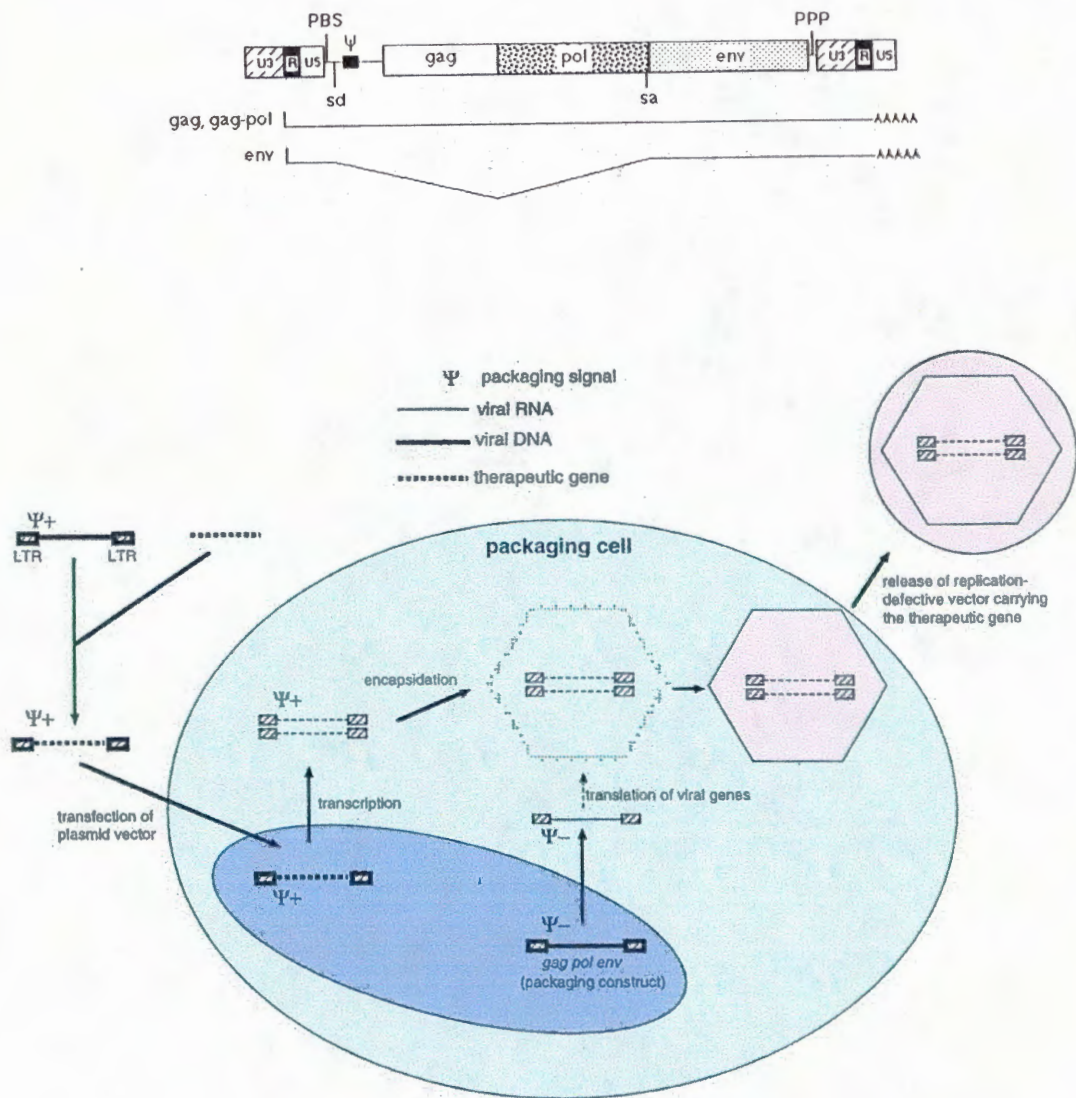 PBS
PPP
Ψ
U3 R U5
gag
pol
env
U3 R U5
sd
sa
gag, gag-pol
AAAAA
env
AAAAA
Ψ packaging signal
viral RNA
viral DNA
therapeutic gene
Ψ+
LTR LTR
packaging cell
release of replication-
defective vector carrying
the therapeutic gene
encapsidation
Ψ+
Ψ+
transcription
translation of viral genes
transfection of
plasmid vector
Ψ−
Ψ+
Ψ−
gag pol env
(packaging construct)